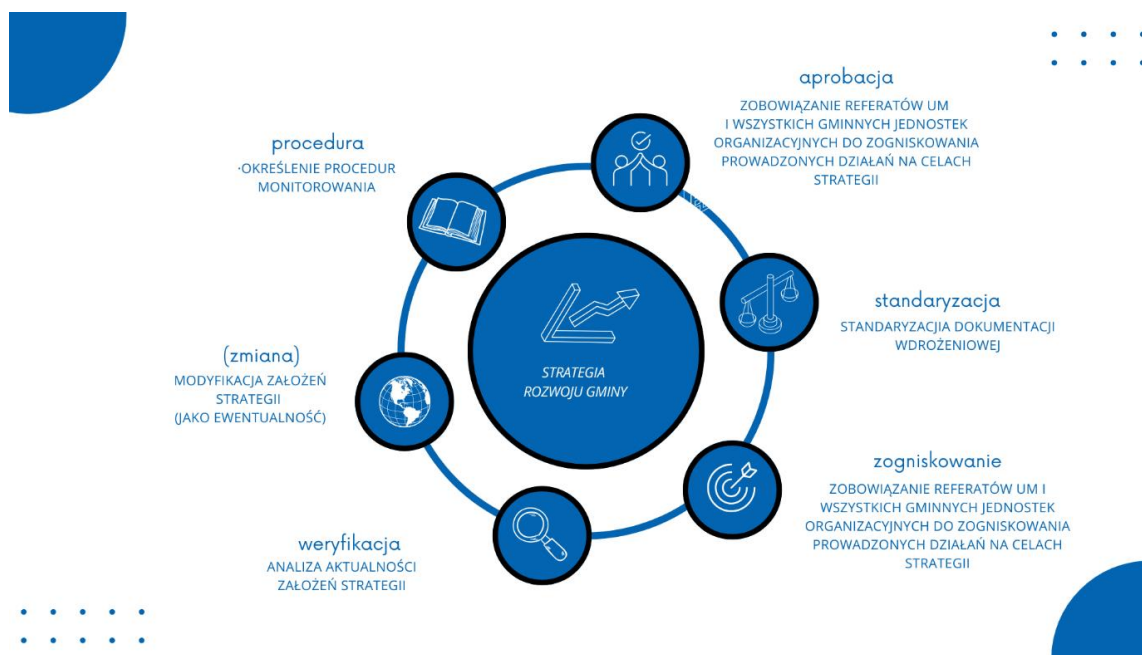 aprobacja
ZOBOWIĄZANIE REFERATÓW UM
I WSZYSTKICH GMINNYCH JEDNOSTEK
ORGANIZACYJNYCH DO ZOGNISKOWANIA
PROWADZONYCH DZIAŁAŃ NA CELACH
STRATEGII
procedura
·OKREŚLENIE PROCEDUR
MONITOROWANIA
standaryzacja
STANDARYZACJIA DOKUMENTACJI
WDROŻENIOWEJ
STRATEGIA
ROZWOJU GMINY
(zmiana)
MODYFIKACJA ZAŁOŻEŃ
STRATEGII
(JAKO EWENTUALNOŚĆ)
zogniskowanie
ZOBOWIĄZANIE REFERATÓW UM I
WSZYSTKICH GMINNYCH JEDNOSTEK
ORGANIZACYJNYCH DO ZOGNISKOWANIA
PROWADZONYCH DZIAŁAŃ NA CELACH
STRATEGII
weryfikacja
ANALIZA AKTUALNOŚCI
ZAŁOŻEŃ STRATEGII